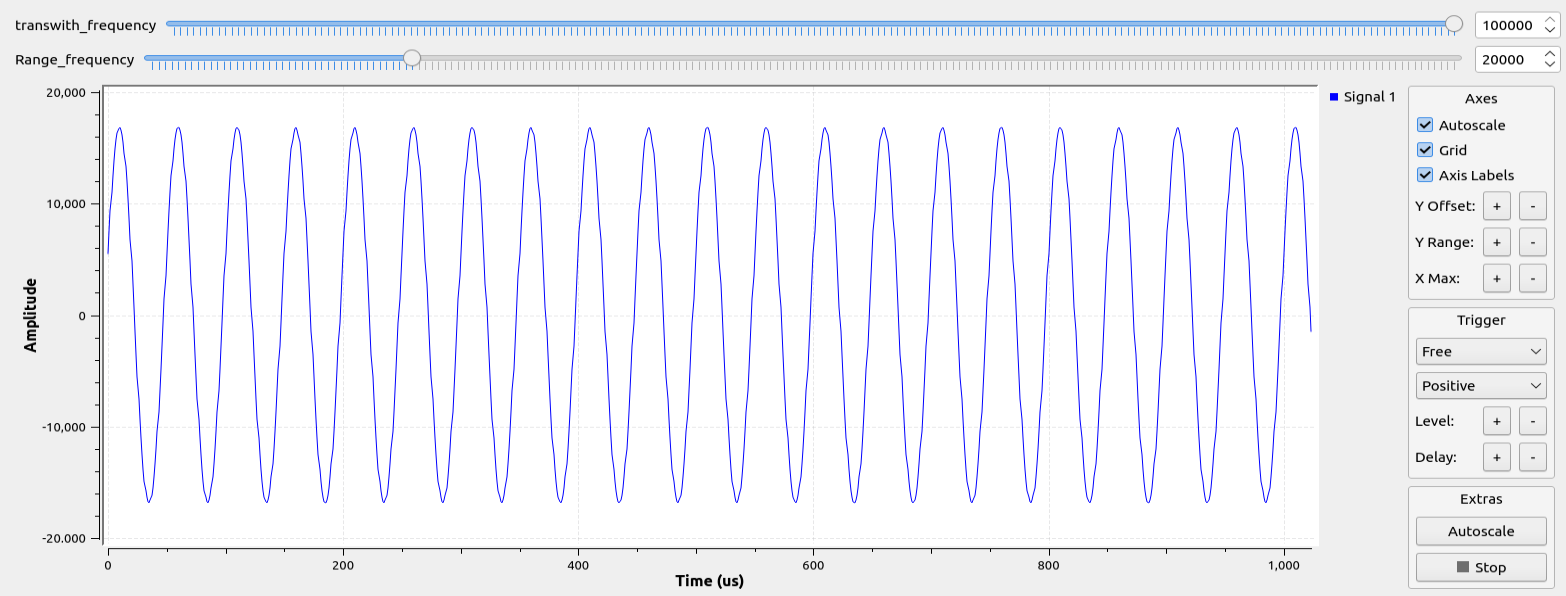 transwith_frequency 100000
Range_frequency 20000
Signal 1
20,000
10,000
0
-10,000
-20.000
Amplitude
0 200 400 600 800 1,000
Time (us)
Axes
Autoscale
Grid
Axis Labels
Y Offset: + -
Y Range: + -
X Max: + -
Trigger
Free
Positive
Level: + -
Delay: + -
Extras
Autoscale
Stop